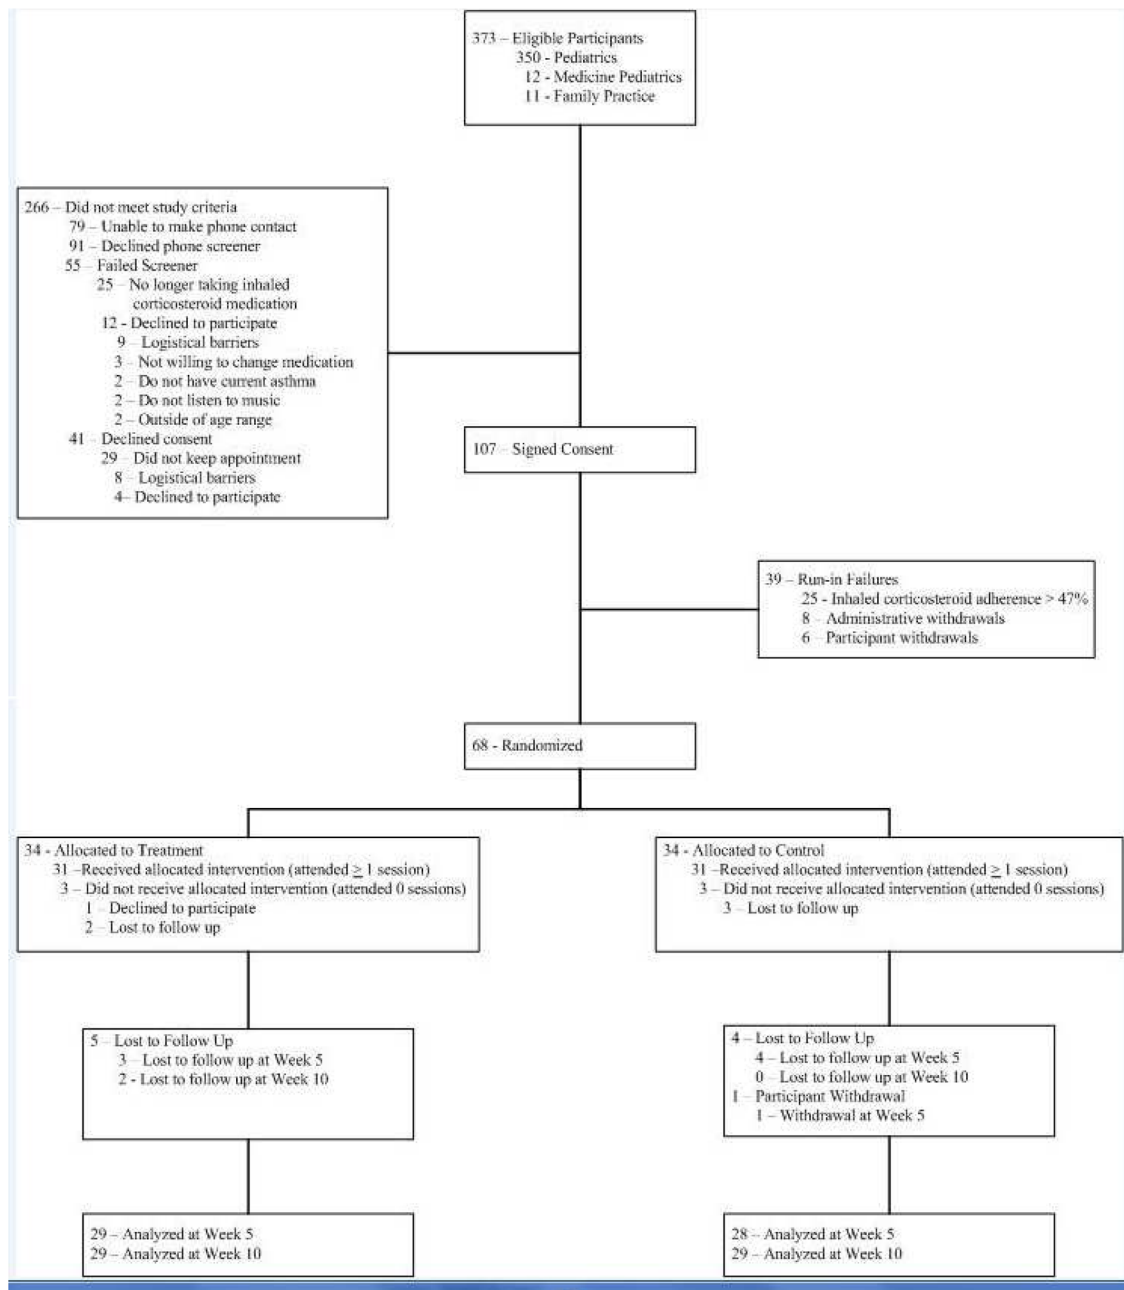 373 – Eligible Participants
350 - Pediatrics
12 - Medicine Pediatrics
11 - Family Practice
266 – Did not meet study criteria
79 – Unable to make phone contact
91 – Declined phone screener
55 – Failed Screener
25 – No longer taking inhaled
corticosteroid medication
12 - Declined to participate
9 – Logistical barriers
3 – Not willing to change medication
2 – Do not have current asthma
2 – Do not listen to music
2 – Outside of age range
41 – Declined consent
29 – Did not keep appointment
8 – Logistical barriers
4– Declined to participate
107 – Signed Consent
39 – Run-in Failures
25 - Inhaled corticosteroid adherence > 47%
8 – Administrative withdrawals
6 – Participant withdrawals
68 - Randomized
34 - Allocated to Treatment
31 –Received allocated intervention (attended ≥ 1 session)
3 – Did not receive allocated intervention (attended 0 sessions)
1 – Declined to participate
2 – Lost to follow up
34 - Allocated to Control
31 –Received allocated intervention (attended ≥ 1 session)
3 – Did not receive allocated intervention (attended 0 sessions)
3 – Lost to follow up
5 – Lost to Follow Up
3 – Lost to follow up at Week 5
2 - Lost to follow up at Week 10
4 – Lost to Follow Up
4 – Lost to follow up at Week 5
0 – Lost to follow up at Week 10
1 – Participant Withdrawal
1 – Withdrawal at Week 5
29 – Analyzed at Week 5
29 – Analyzed at Week 10
28 – Analyzed at Week 5
29 – Analyzed at Week 10